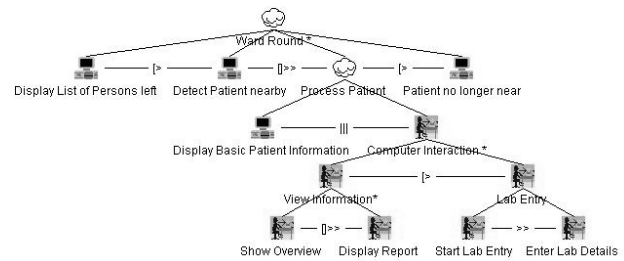 Ward Round *
[> []>> [>
Display List of Persons left Detect Patient nearby Process Patient Patient no longer near
|||
Display Basic Patient Information Computer Interaction *
[>
View Information* Lab Entry
[]>> >>
Show Overview Display Report Start Lab Entry Enter Lab Details